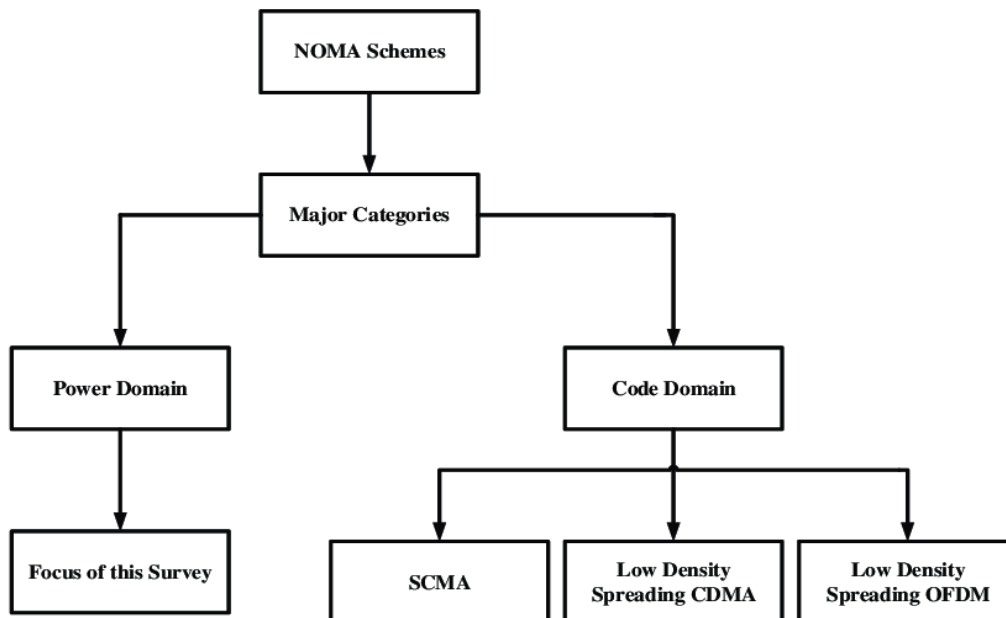 NOMA Schemes
Major Categories
Power Domain
Code Domain
Focus of this Survey
SCMA
Low Density
Spreading CDMA
Low Density
Spreading OFDM